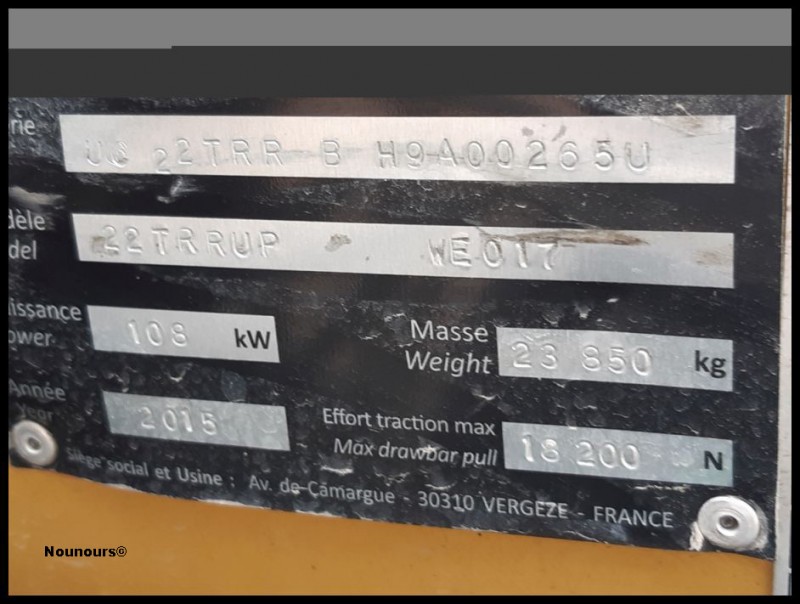 rie UC 22TRR B H9A00265U
dèle 22TRRUP WE017
del
issance 108 kW
ower
Masse 23 850 kg
Weight
Année 2015
year
Effort traction max 18 200 N
Max drawbar pull
Siège social et Usine : Av. de Camargue - 30310 VERGEZE - FRANCE
Nounours©